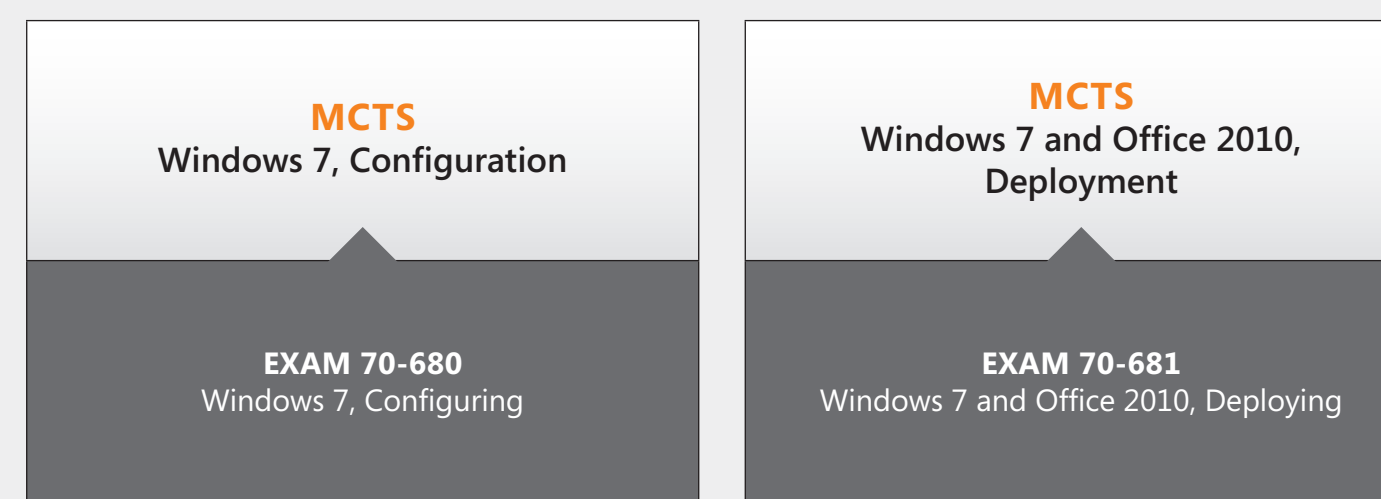 MCTS
Windows 7, Configuration
EXAM 70-680
Windows 7, Configuring
MCTS
Windows 7 and Office 2010,
Deployment
EXAM 70-681
Windows 7 and Office 2010, Deploying